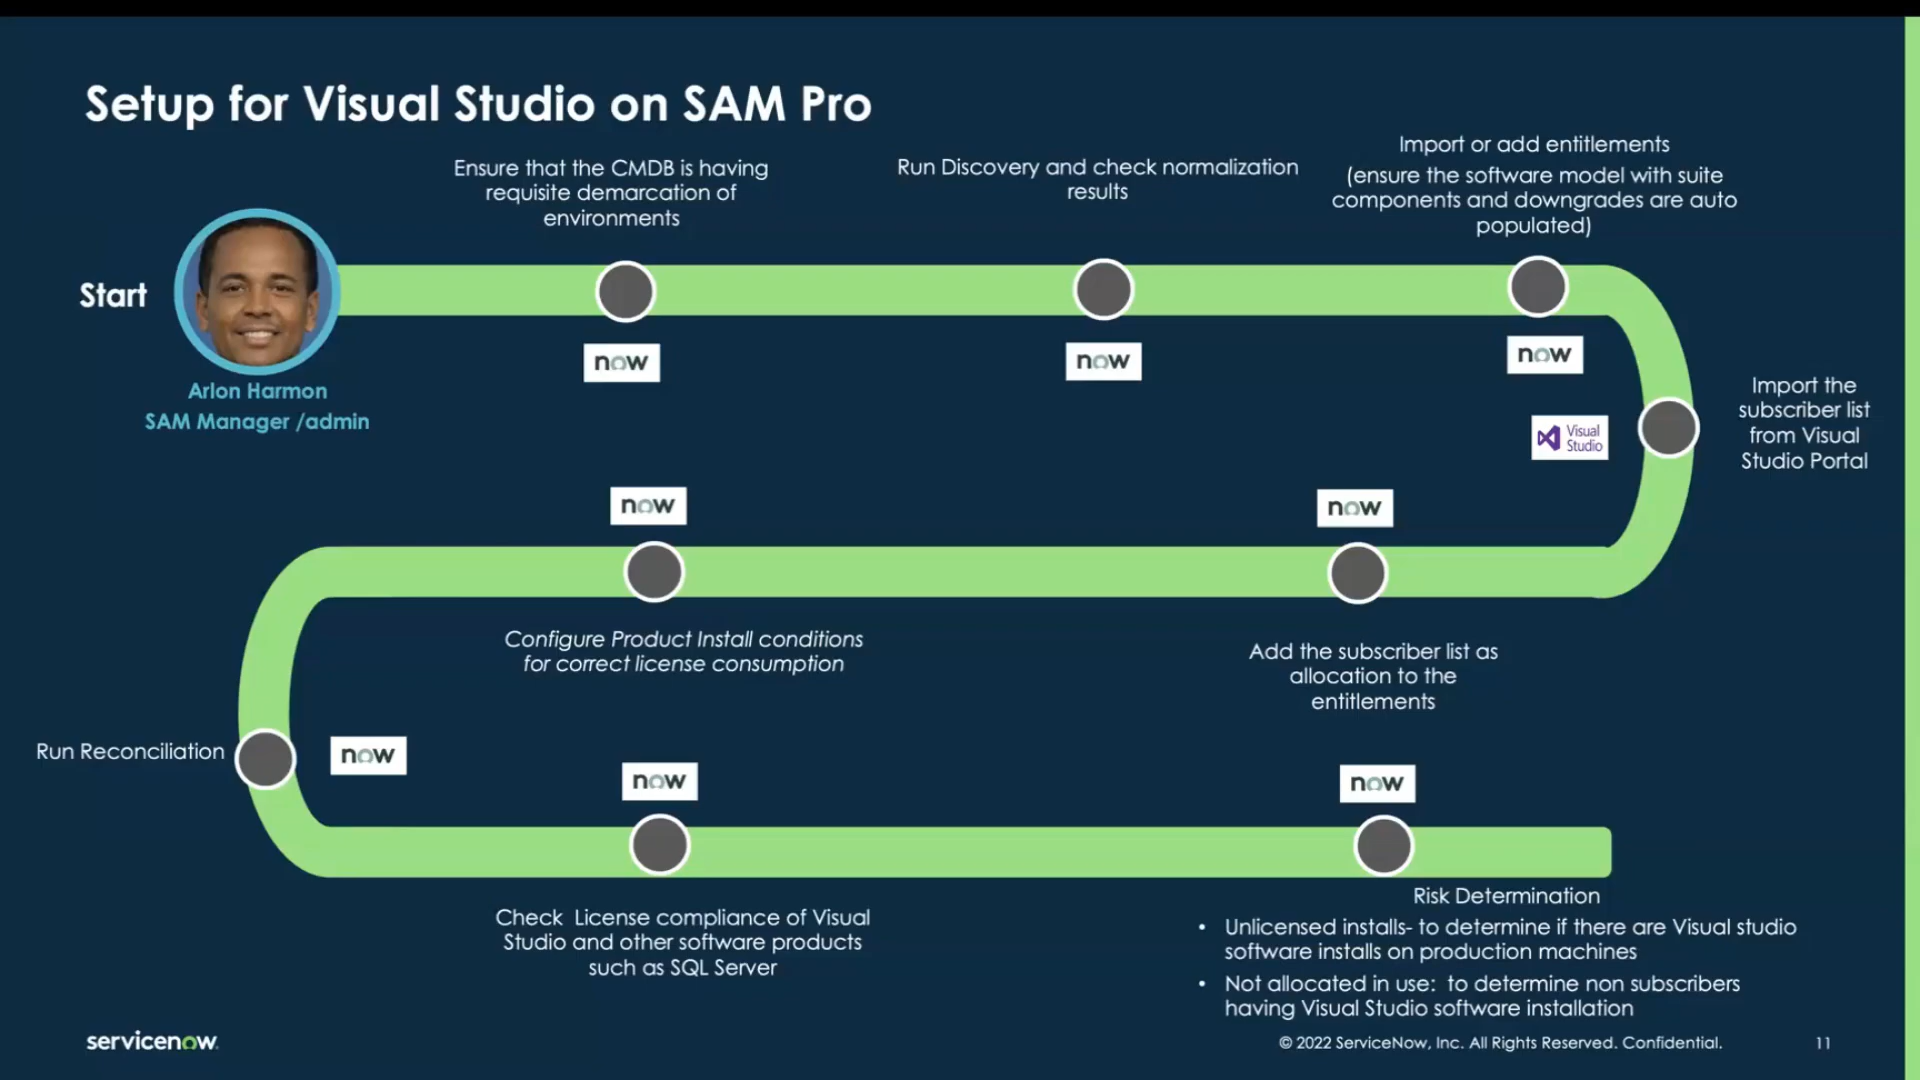 Setup for Visual Studio on SAM Pro
Ensure that the CMDB is having
requisite demarcation of
environments
Run Discovery and check normalization
results
Import or add entitlements
(ensure the software model with suite
components and downgrades are auto
populated)
Start
Arlon Harmon
SAM Manager /admin
now
now
now
Visual
Studio
Import the
subscriber list
from Visual
Studio Portal
now
now
Configure Product Install conditions
for correct license consumption
Add the subscriber list as
allocation to the
entitlements
Run Reconciliation
now
now
now
Check  License compliance of Visual
Studio and other software products
such as SQL Server
Risk Determination
• Unlicensed installs- to determine if there are Visual studio
software installs on production machines
• Not allocated in use:  to determine non subscribers
having Visual Studio software installation
servicenow
© 2022 ServiceNow, Inc. All Rights Reserved. Confidential.
11